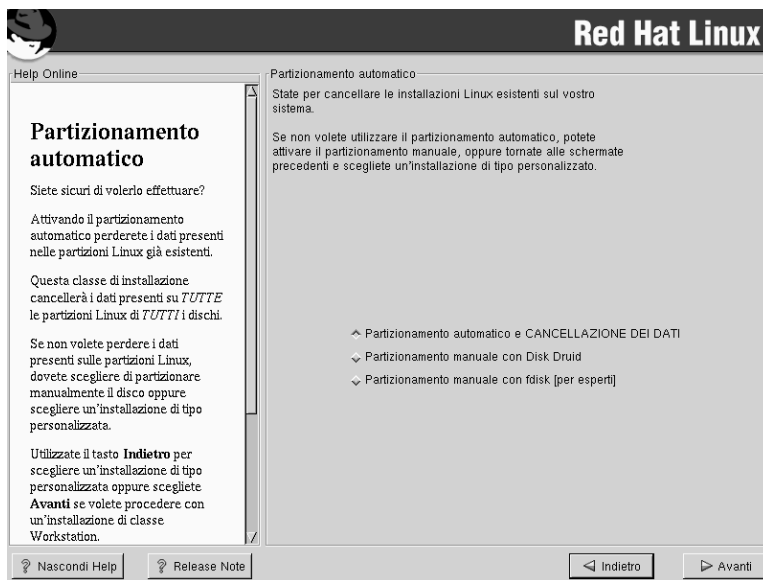 Red Hat Linux
Help Online
Partizionamento
automatico
Siete sicuri di volerlo effettuare?
Attivando il partizionamento
automatico perderete i dati presenti
nelle partizioni Linux già esistenti.
Questa classe di installazione
cancellerà i dati presenti su TUTTE
le partizioni Linux di TUTTI i dischi.
Se non volete perdere i dati
presenti sulle partizioni Linux,
dovete scegliere di partizionare
manualmente il disco oppure
scegliere un'installazione di tipo
personalizzata.
Utilizzate il tasto Indietro per
scegliere un'installazione di tipo
personalizzata oppure scegliete
Avanti se volete procedere con
un'installazione di classe
Workstation.
Partizionamento automatico
State per cancellare le installazioni Linux esistenti sul vostro
sistema.
Se non volete utilizzare il partizionamento automatico, potete
attivare il partizionamento manuale, oppure tornate alle schermate
precedenti e scegliete un'installazione di tipo personalizzato.
Partizionamento automatico e CANCELLAZIONE DEI DATI
Partizionamento manuale con Disk Druid
Partizionamento manuale con fdisk [per esperti]
? Nascondi Help
? Release Note
Indietro
Avanti